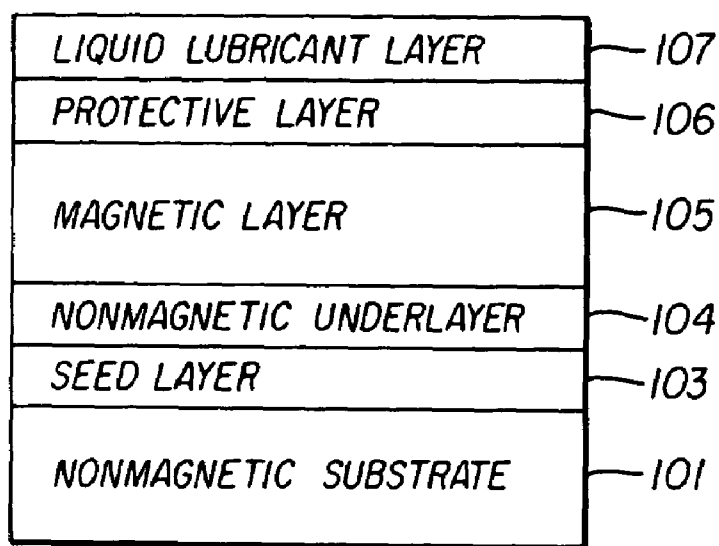 LIQUID LUBRICANT LAYER 107
PROTECTIVE LAYER 106
MAGNETIC LAYER 105
NONMAGNETIC UNDERLAYER 104
SEED LAYER 103
NONMAGNETIC SUBSTRATE 101